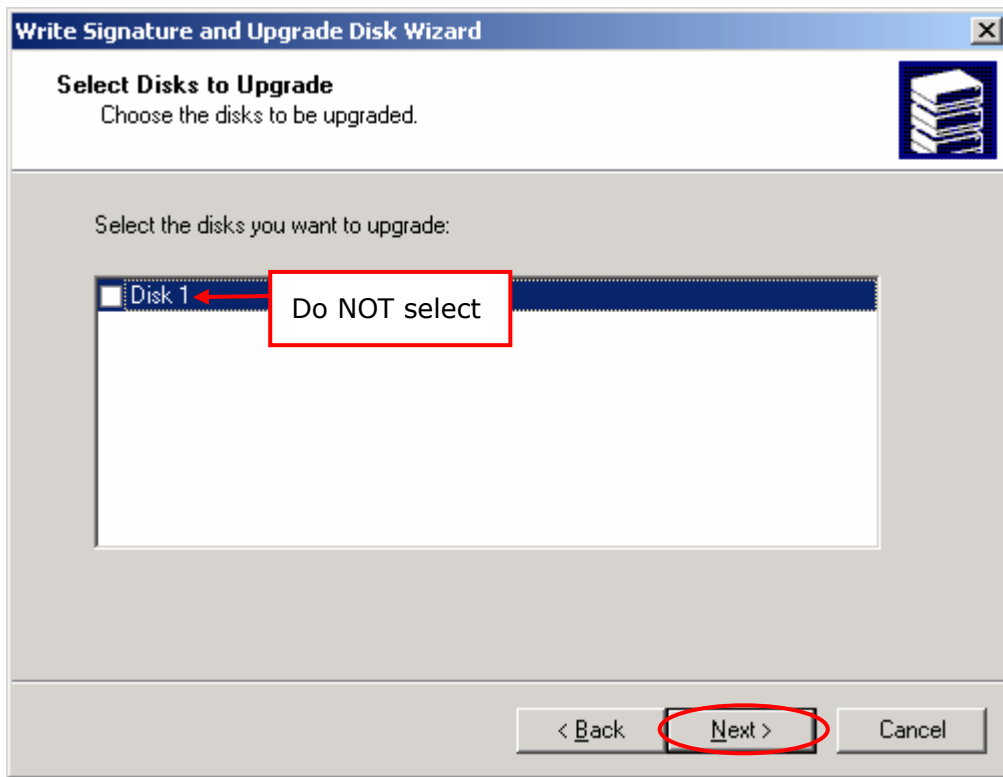 Write Signature and Upgrade Disk Wizard
Select Disks to Upgrade
Choose the disks to be upgraded.
Select the disks you want to upgrade:
Disk 1
Do NOT select
< Back
Next >
Cancel